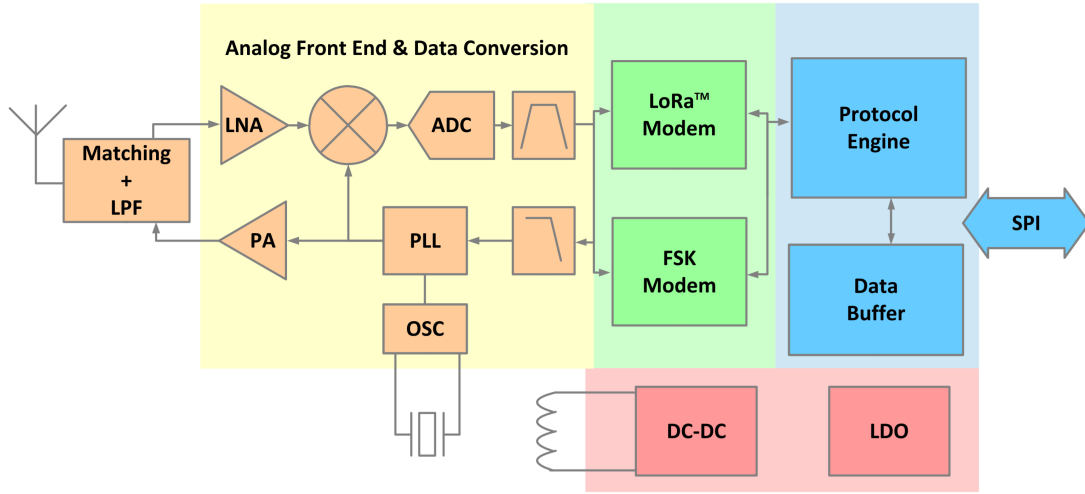 Analog Front End & Data Conversion
LNA
ADC
LoRa™
Modem
Protocol
Engine
Matching
+
LPF
PA
PLL
FSK
Modem
SPI
Data
Buffer
OSC
DC-DC
LDO